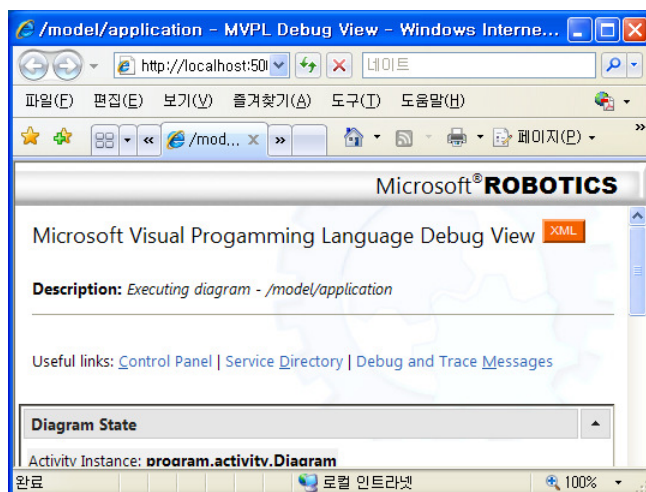 /model/application - MVPL Debug View - Windows Interne...
http://localhost:50
네이트
파일(F) 편집(E) 보기(V) 즐겨찾기(A) 도구(T) 도움말(H)
/mod... 페이지(P)
Microsoft® ROBOTICS
Microsoft Visual Progamming Language Debug View XML
Description: Executing diagram - /model/application
Useful links: Control Panel | Service Directory | Debug and Trace Messages
Diagram State
Activity Instance: program.activity.Diagram
완료 로컬 인트라넷 100%